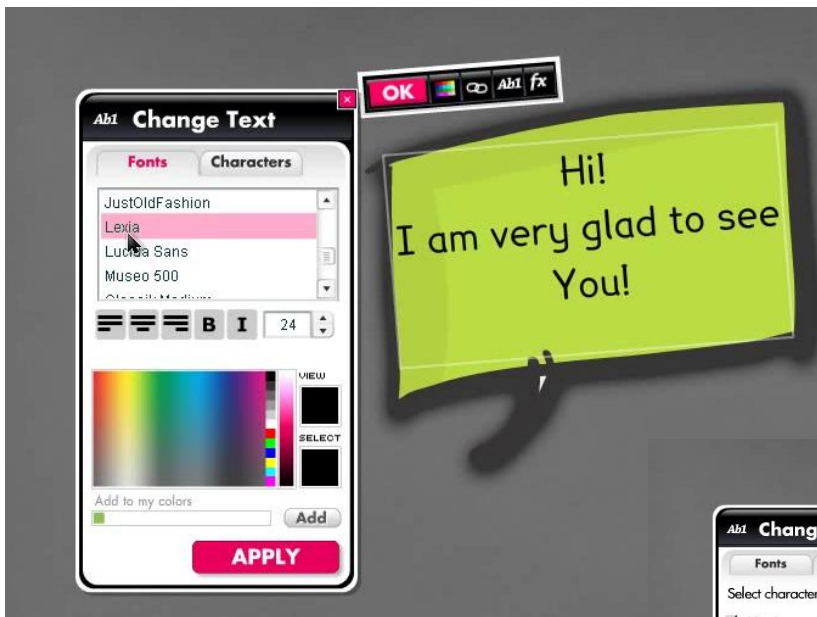 OK Ab1 fx
Ab1 Change Text
Fonts Characters
JustOldFashion
Lexia
Lucida Sans
Museo 500
B I 24
VIEW
SELECT
Add to my colors
Add
APPLY
Hi!
I am very glad to see
You!
Ab1 Chang
Fonts
Select character